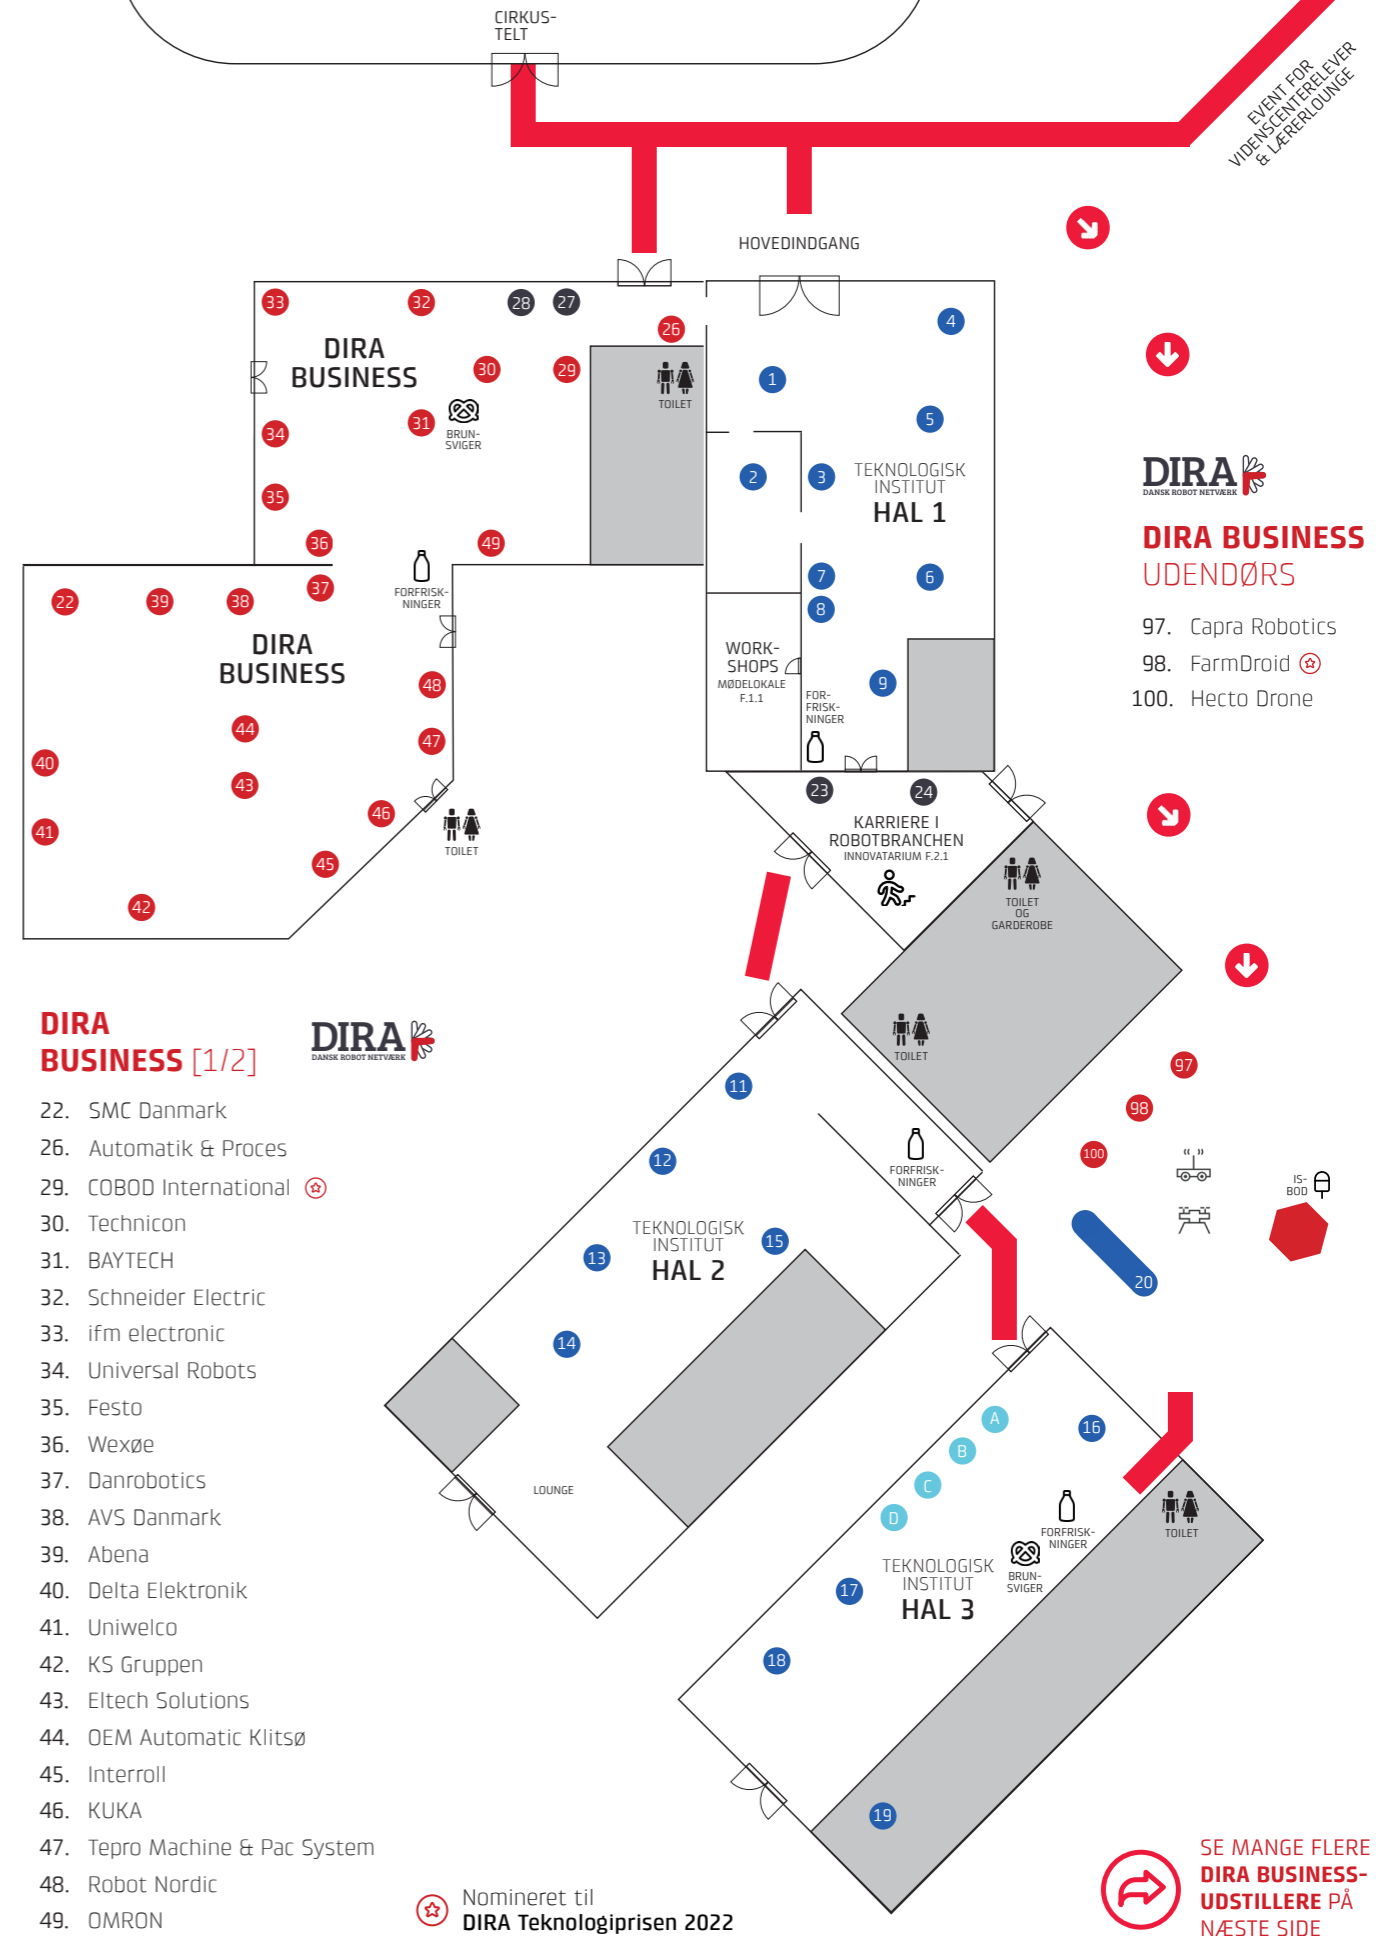 CIRKUS-
TELT
EVENT FOR
VIDENSCENTERELEVER
& LÆRERLOUNGE
HOVEDINDGANG
33
32
28
27
26
4
DIRA
BUSINESS
30
29
TOILET
1
31
BRUN-
SVIGER
5
34
35
2
3
TEKNOLOGISK
INSTITUT
HAL 1
DIRA
DANSK ROBOT NETVÆRK
DIRA BUSINESS
UDENDØRS
97. Capra Robotics
98. FarmDroid
100. Hecto Drone
36
49
7
6
8
37
FORFRISK-
NINGER
22
39
38
DIRA
BUSINESS
WORK-
SHOPS
MØDELOKALE
F.1.1
48
9
FOR-
FRISK-
NINGER
44
47
40
43
46
41
45
42
TOILET
23
24
KARRIERE I
ROBOTBRANCHEN
INNOVATARIUM F.2.1
TOILET
OG
GARDEROBE
TOILET
DIRA
BUSINESS [1/2]
DIRA
DANSK ROBOT NETVÆRK
22. SMC Danmark
26. Automatik & Proces
29. COBOD International
30. Technicon
31. BAYTECH
32. Schneider Electric
33. ifm electronic
34. Universal Robots
35. Festo
36. Wexøe
37. Danrobotics
38. AVS Danmark
39. Abena
40. Delta Elektronik
41. Uniwelco
42. KS Gruppen
43. Eltech Solutions
44. OEM Automatic Klitsø
45. Interroll
46. KUKA
47. Tepro Machine & Pac System
48. Robot Nordic
49. OMRON
11
12
13
14
15
TEKNOLOGISK
INSTITUT
HAL 2
FORFRISK-
NINGER
LOUNGE
97
98
100
20
IS-
BOD
A
B
C
D
16
17
18
19
FORFRISK-
NINGER
BRUN-
SVIGER
TOILET
TEKNOLOGISK
INSTITUT
HAL 3
Nomineret til
DIRA Teknologiprisen 2022
SE MANGE FLERE
DIRA BUSINESS-
UDSTILLERE PÅ
NÆSTE SIDE